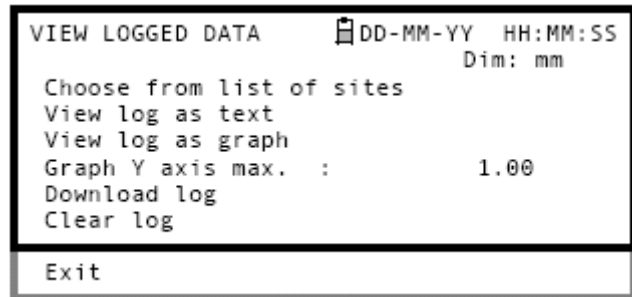 VIEW LOGGED DATA DD-MM-YY HH:MM:SS
Dim: mm
Choose from list of sites
View log as text
View log as graph
Graph Y axis max. : 1.00
Download log
Clear log
Exit